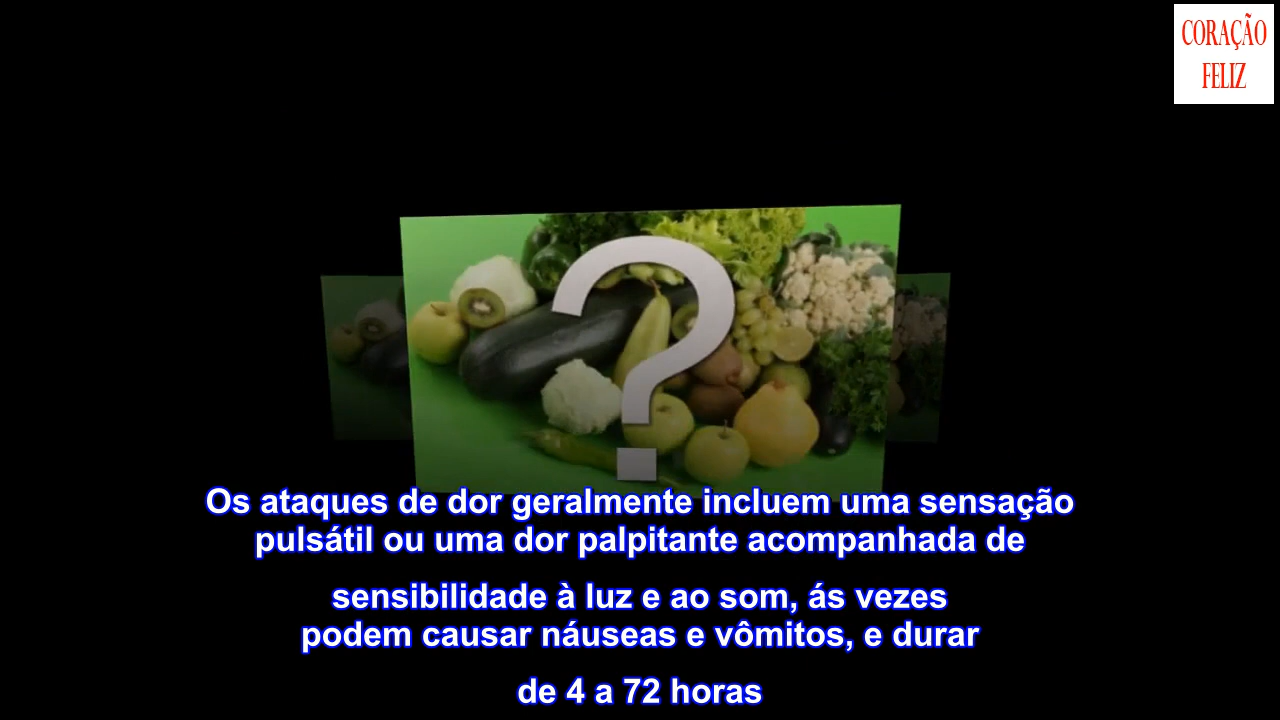 CORAÇÃO
FELIZ
?
Os ataques de dor geralmente incluem uma sensação
pulsátil ou uma dor palpitante acompanhada de
sensibilidade à luz e ao som, ás vezes
podem causar náuseas e vômitos, e durar
de 4 a 72 horas